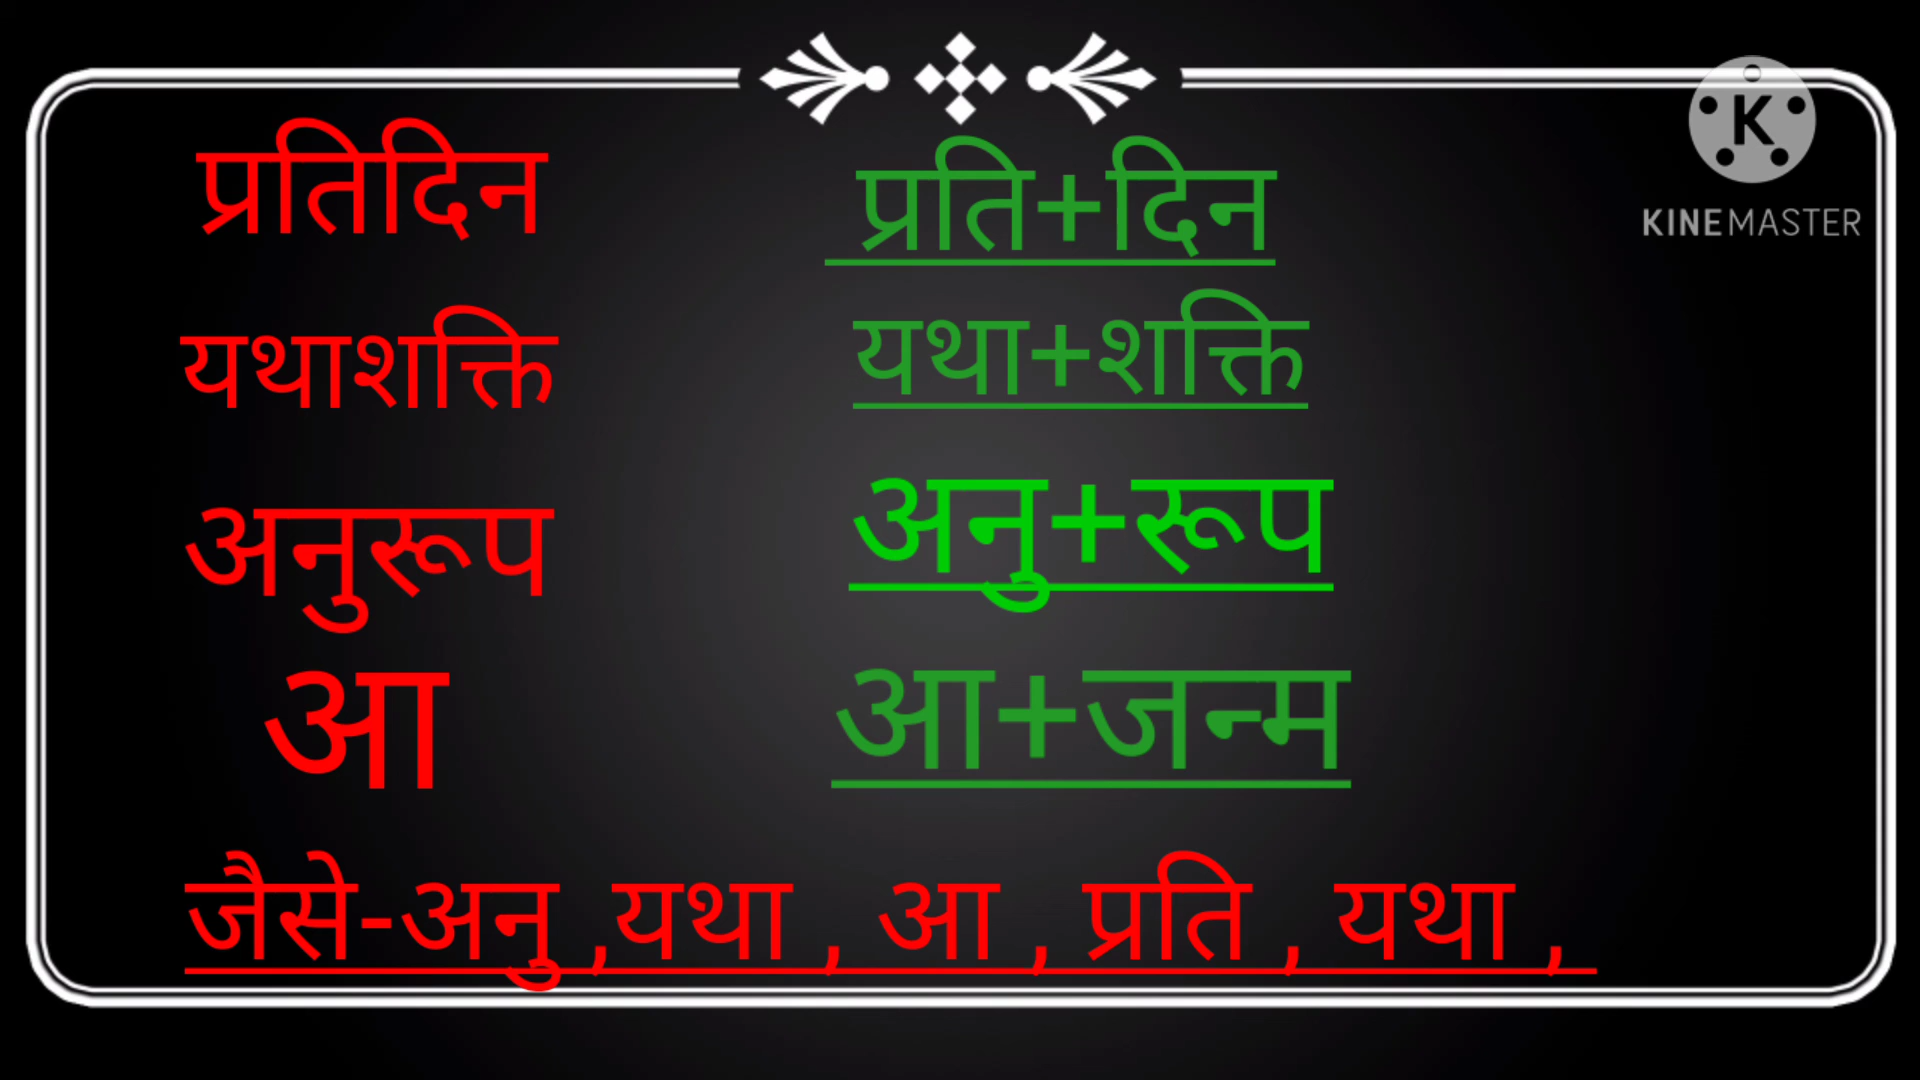 प्रतिदिन प्रति+दिन
KINEMASTER
यथाशक्ति यथा+शक्ति
अनुरूप अनु+रूप
आ आ+जन्म
जैसे-अनु ,यथा , आ , प्रति , यथा ,